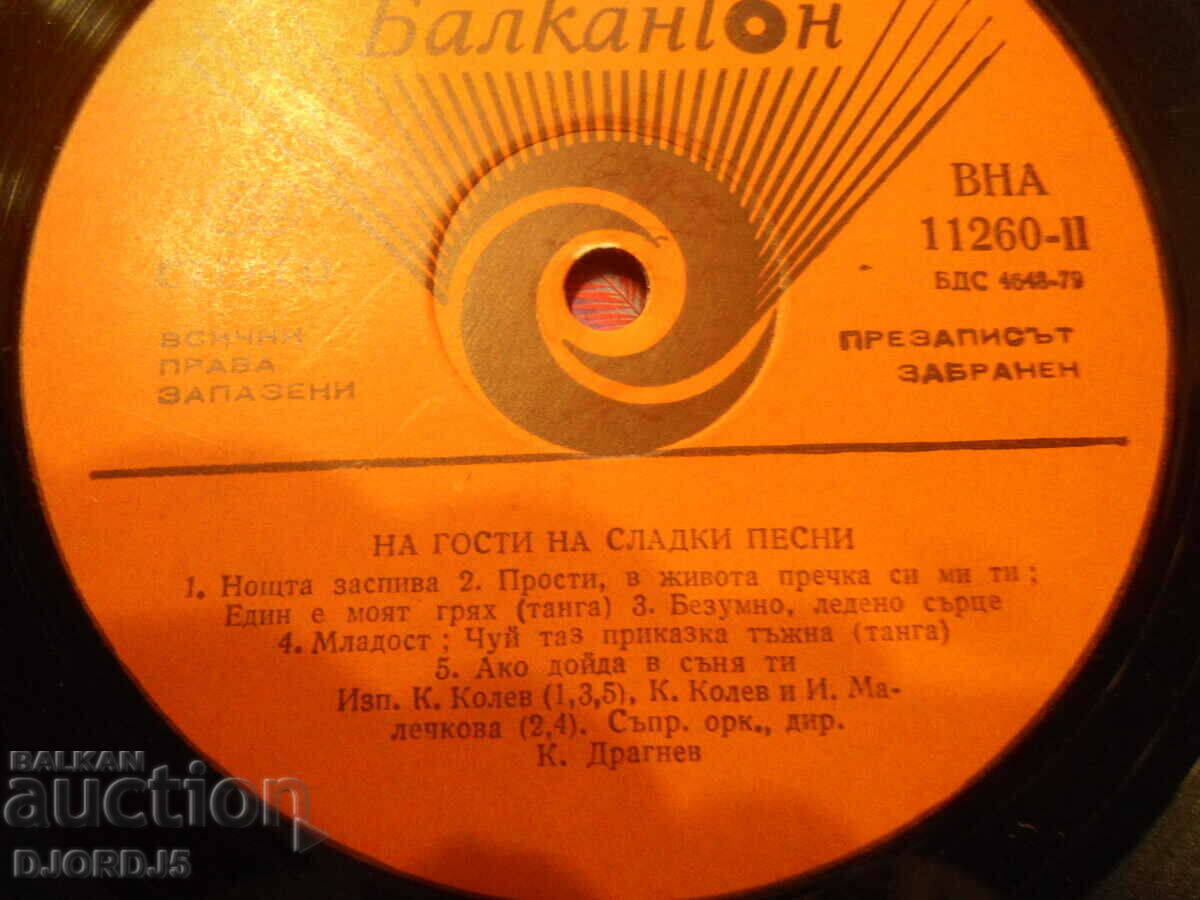 Балкантон
ВНА
11260-II
БДС 4648-79
ВСИЧКИ
ПРАВА
ЗАПАЗЕНИ
ПРЕЗАПИСЪТ
ЗАБРАНЕН
НА ГОСТИ НА СЛАДКИ ПЕСНИ
1. Нощта заспива 2. Прости, в живота пречка си ми ти;
Един е моят грях (танга) 3. Безумно, ледено сърце
4. Младост; Чуй таз приказка тъжна (танга)
5. Ако дойда в съня ти
Изп. К. Колев (1,3,5), К. Колев и И. Ма-
лечкова (2,4). Съпр. орк., дир.
К. Драгнев
BALKAN
auction
DJORDJ5